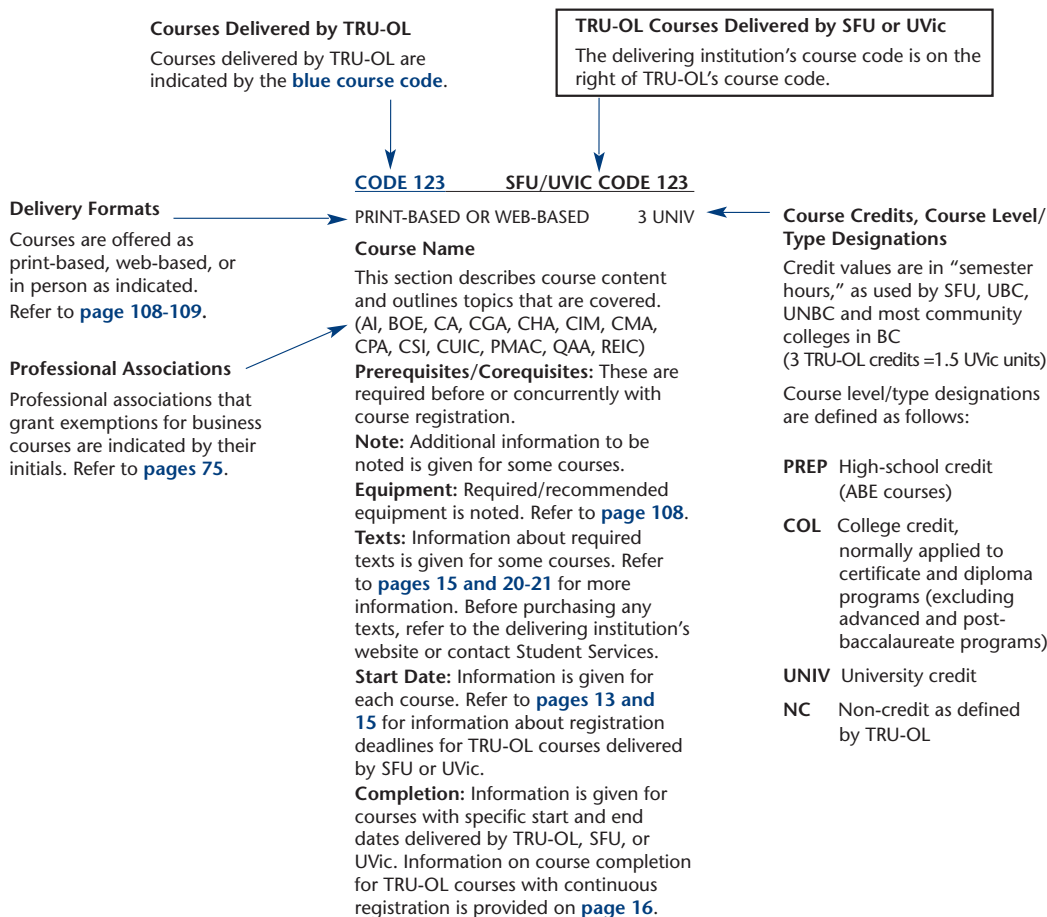 Courses Delivered by TRU-OL
Courses delivered by TRU-OL are
indicated by the blue course code.
TRU-OL Courses Delivered by SFU or UVic
The delivering institution's course code is on the
right of TRU-OL's course code.
Delivery Formats
Courses are offered as
print-based, web-based, or
in person as indicated.
Refer to page 108-109.
Professional Associations
Professional associations that
grant exemptions for business
courses are indicated by their
initials. Refer to pages 75.
CODE 123 SFU/UVIC CODE 123
PRINT-BASED OR WEB-BASED 3 UNIV
Course Name
This section describes course content
and outlines topics that are covered.
(AI, BOE, CA, CGA, CHA, CIM, CMA,
CPA, CSI, CUIC, PMAC, QAA, REIC)
Prerequisites/Corequisites: These are
required before or concurrently with
course registration.
Note: Additional information to be
noted is given for some courses.
Equipment: Required/recommended
equipment is noted. Refer to page 108.
Texts: Information about required
texts is given for some courses. Refer
to pages 15 and 20-21 for more
information. Before purchasing any
texts, refer to the delivering institution's
website or contact Student Services.
Start Date: Information is given for
each course. Refer to pages 13 and
15 for information about registration
deadlines for TRU-OL courses delivered
by SFU or UVic.
Completion: Information is given for
courses with specific start and end
dates delivered by TRU-OL, SFU, or
UVic. Information on course completion
for TRU-OL courses with continuous
registration is provided on page 16.
Course Credits, Course Level/
Type Designations
Credit values are in "semester
hours," as used by SFU, UBC,
UNBC and most community
colleges in BC
(3 TRU-OL credits =1.5 UVic units)
Course level/type designations
are defined as follows:
PREP High-school credit
(ABE courses)
COL College credit,
normally applied to
certificate and diploma
programs (excluding
advanced and post-
baccalaureate programs)
UNIV University credit
NC Non-credit as defined
by TRU-OL